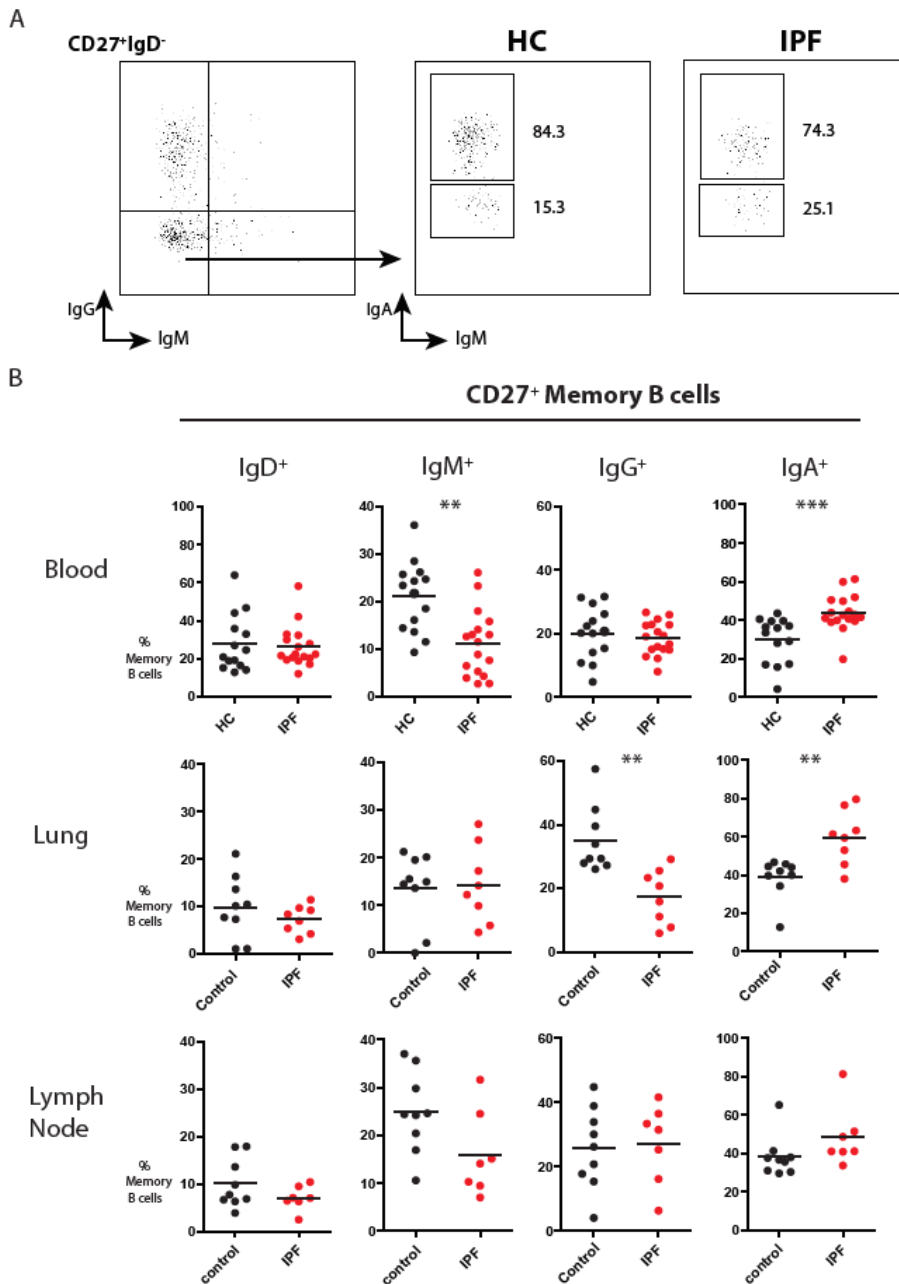 A
CD27⁺IgD⁻ HC IPF
84.3 74.3
15.3 25.1
IgG IgA
IgM IgM
B
CD27⁺ Memory B cells
IgD⁺ IgM⁺ IgG⁺ IgA⁺
Blood
% Memory B cells
100 80 60 40 20 0
HC IPF
**
40 30 20 10 0
HC IPF
60 40 20 0
HC IPF
***
100 80 60 40 20 0
HC IPF
Lung
% Memory B cells
40 30 20 10 0
Control IPF
40 30 20 10 0
Control IPF
**
60 40 20 0
Control IPF
**
100 80 60 40 20 0
Control IPF
Lymph
Node
% Memory B cells
40 30 20 10 0
control IPF
40 30 20 10 0
control IPF
60 40 20 0
control IPF
100 80 60 40 20 0
control IPF